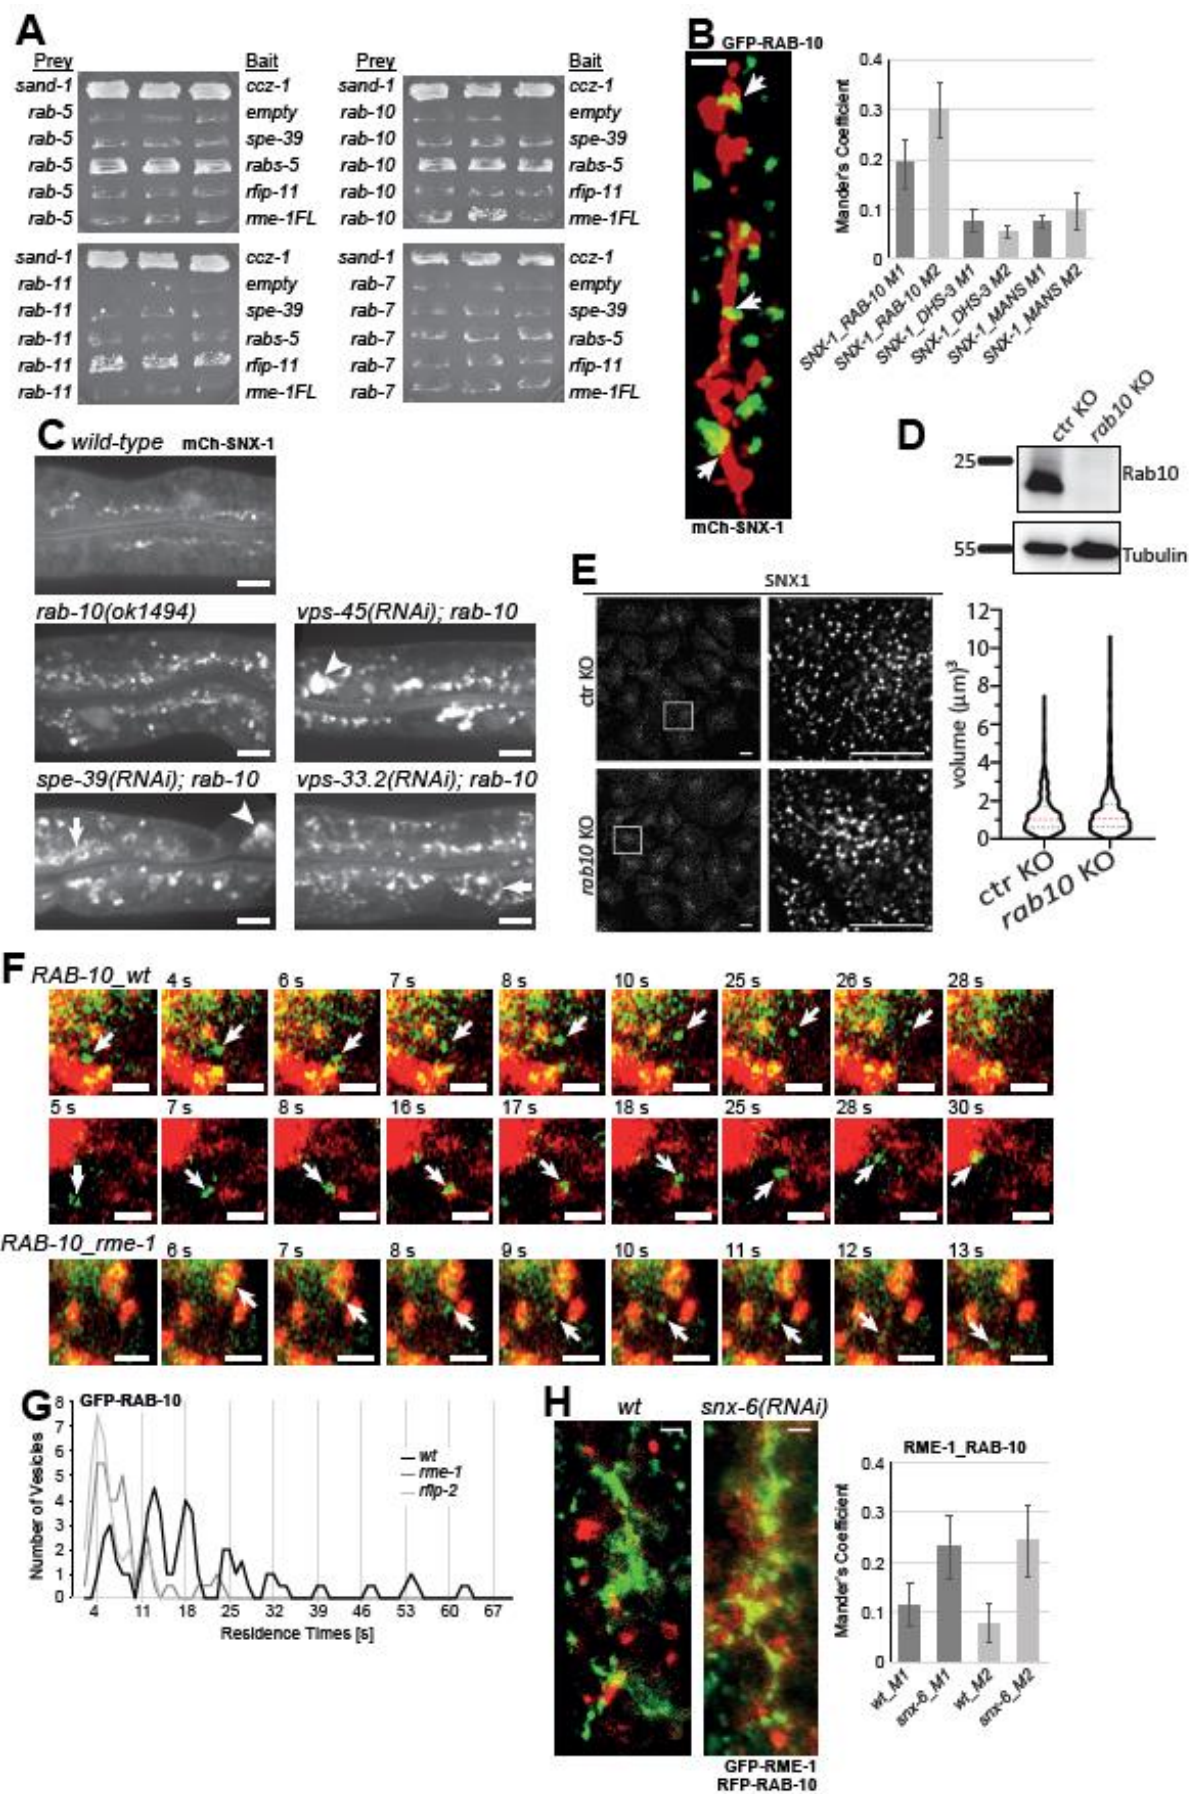 A
Prey Bait
sand-1 ccz-1
rab-5 empty
rab-5 spe-39
rab-5 rabs-5
rab-5 rfip-11
rab-5 rme-1FL
Prey Bait
sand-1 ccz-1
rab-10 empty
rab-10 spe-39
rab-10 rabs-5
rab-10 rfip-11
rab-10 rme-1FL
sand-1 ccz-1
rab-11 empty
rab-11 spe-39
rab-11 rabs-5
rab-11 rfip-11
rab-11 rme-1FL
sand-1 ccz-1
rab-7 empty
rab-7 spe-39
rab-7 rabs-5
rab-7 rfip-11
rab-7 rme-1FL
B
GFP-RAB-10
mCh-SNX-1
Mander's Coefficient
0.4
0.3
0.2
0.1
0
SNX-1_RAB-10 M1
SNX-1_RAB-10 M2
SNX-1_DHS-3 M1
SNX-1_DHS-3 M2
SNX-1_MANS M1
SNX-1_MANS M2
C
wild-type mCh-SNX-1
rab-10(ok1494)
vps-45(RNAi); rab-10
spe-39(RNAi); rab-10
vps-33.2(RNAi); rab-10
D
ctr KO
rab10 KO
25
Rab10
55
Tubulin
E
SNX1
ctr KO
rab10 KO
volume (µm)³
12
10
8
6
4
2
0
ctr KO
rab10 KO
F
RAB-10_wt
4 s 6 s 7 s 8 s 10 s 25 s 26 s 28 s
5 s 7 s 8 s 16 s 17 s 18 s 25 s 28 s 30 s
RAB-10_rme-1
6 s 7 s 8 s 9 s 10 s 11 s 12 s 13 s
G
GFP-RAB-10
Number of Vesicles
8
7
6
5
4
3
2
1
0
wt
rme-1
rfip-2
4 11 18 25 32 39 46 53 60 67
Residence Times [s]
H
wt
snx-6(RNAi)
GFP-RME-1
RFP-RAB-10
RME-1_RAB-10
Mander's Coefficient
0.4
0.3
0.2
0.1
0
wt_M1
snx-6_M1
wt_M2
snx-6_M2